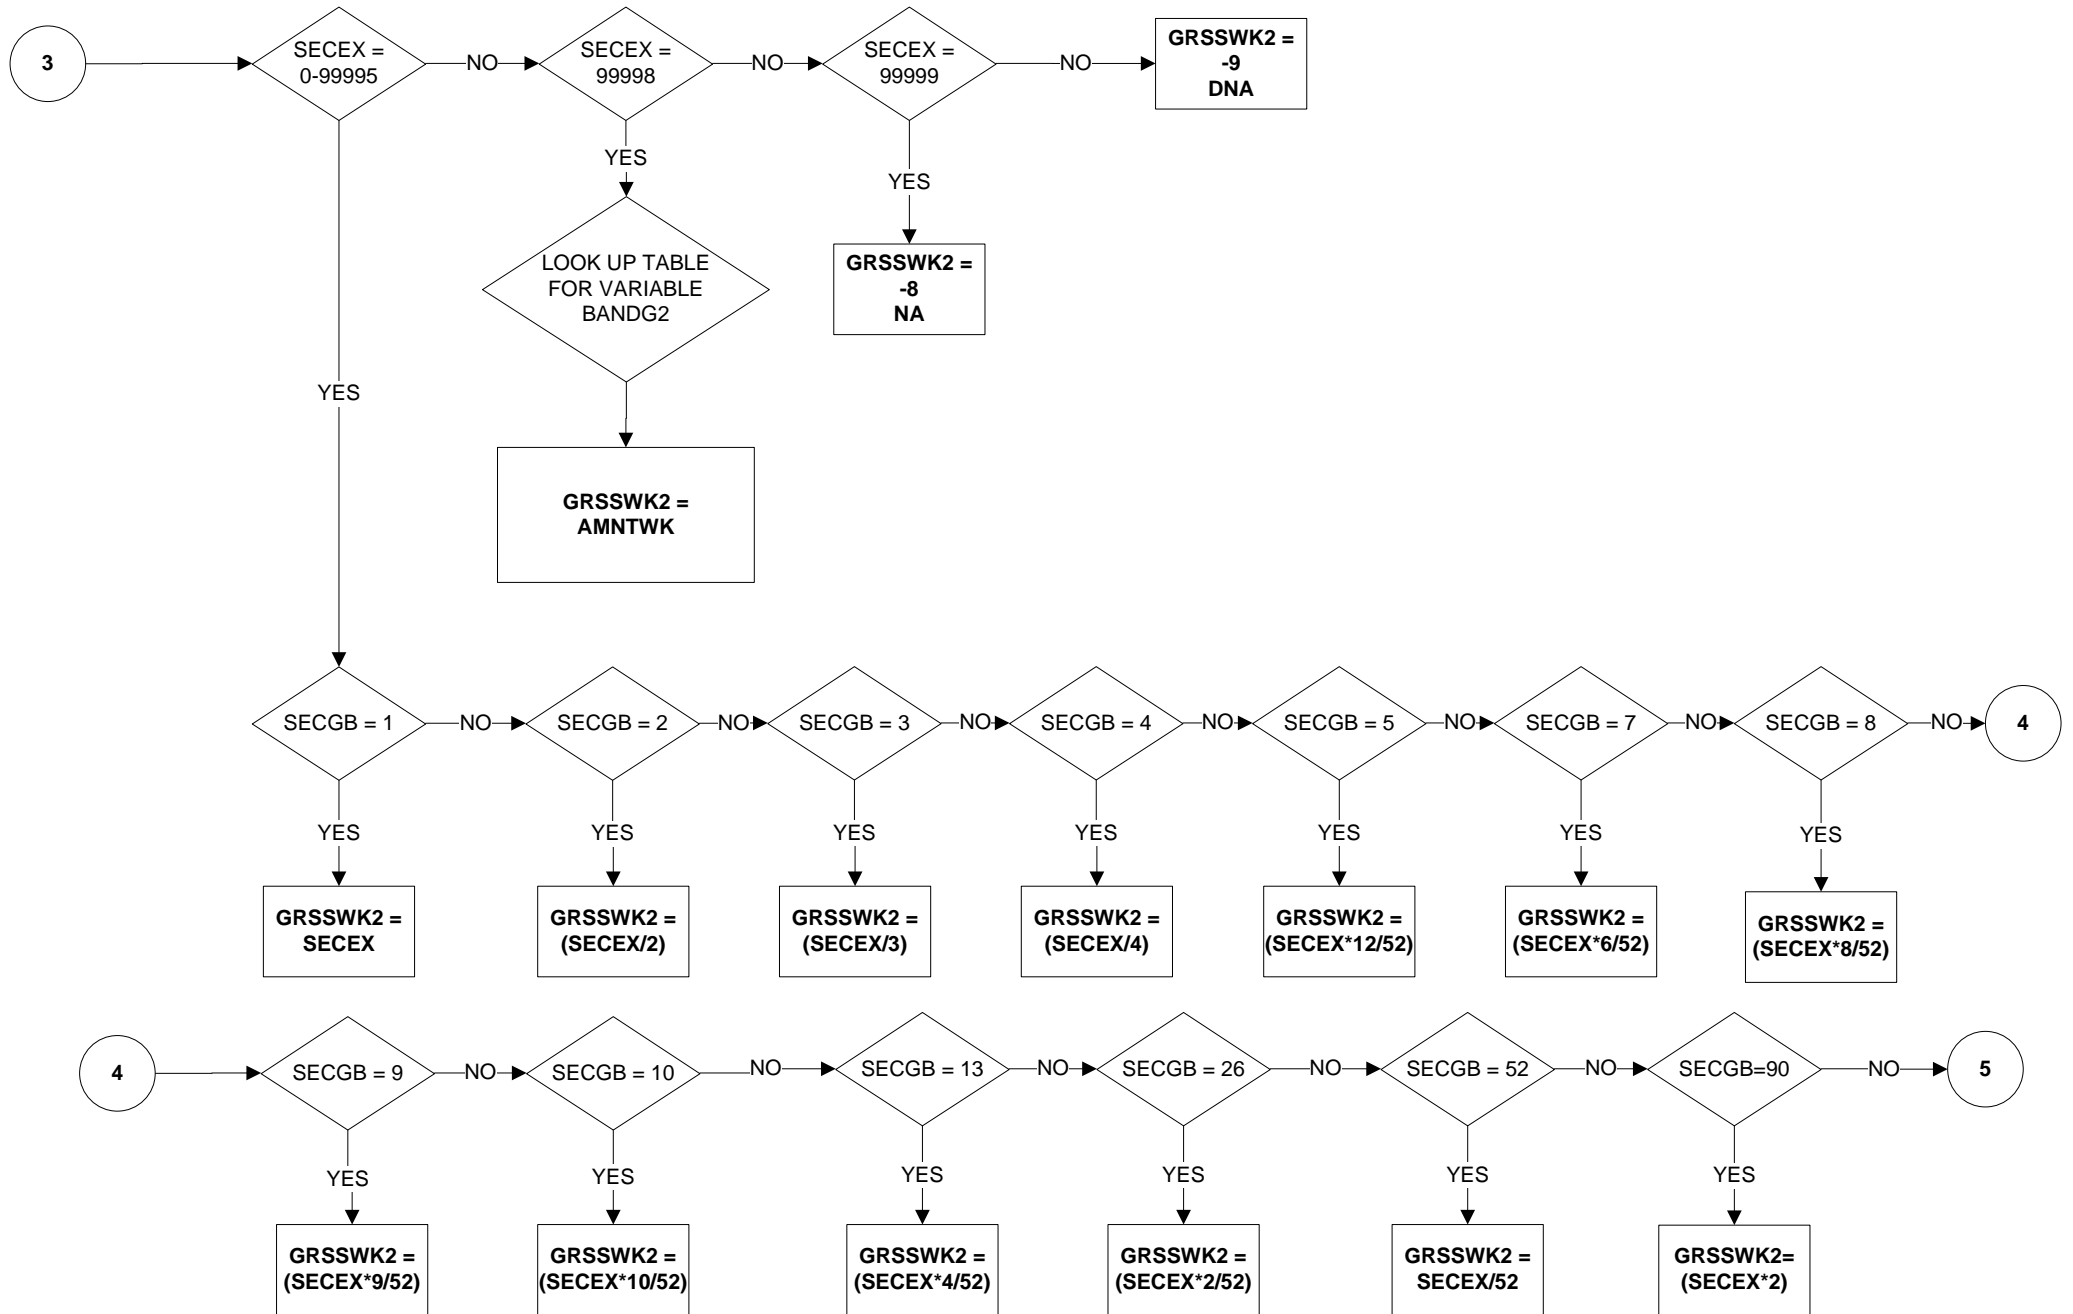 3
SECEX =
0-99995
NO
SECEX =
99998
NO
SECEX =
99999
NO
GRSSWK2 =
-9
DNA
YES
LOOK UP TABLE
FOR VARIABLE
BANDG2
YES
GRSSWK2 =
-8
NA
YES
GRSSWK2 =
AMNTWK
SECGB = 1
NO
SECGB = 2
NO
SECGB = 3
NO
SECGB = 4
NO
SECGB = 5
NO
SECGB = 7
NO
SECGB = 8
NO
4
YES
YES
YES
YES
YES
YES
YES
GRSSWK2 =
SECEX
GRSSWK2 =
(SECEX/2)
GRSSWK2 =
(SECEX/3)
GRSSWK2 =
(SECEX/4)
GRSSWK2 =
(SECEX*12/52)
GRSSWK2 =
(SECEX*6/52)
GRSSWK2 =
(SECEX*8/52)
4
SECGB = 9
NO
SECGB = 10
NO
SECGB = 13
NO
SECGB = 26
NO
SECGB = 52
NO
SECGB=90
NO
5
YES
YES
YES
YES
YES
YES
GRSSWK2 =
(SECEX*9/52)
GRSSWK2 =
(SECEX*10/52)
GRSSWK2 =
(SECEX*4/52)
GRSSWK2 =
(SECEX*2/52)
GRSSWK2 =
SECEX/52
GRSSWK2=
(SECEX*2)